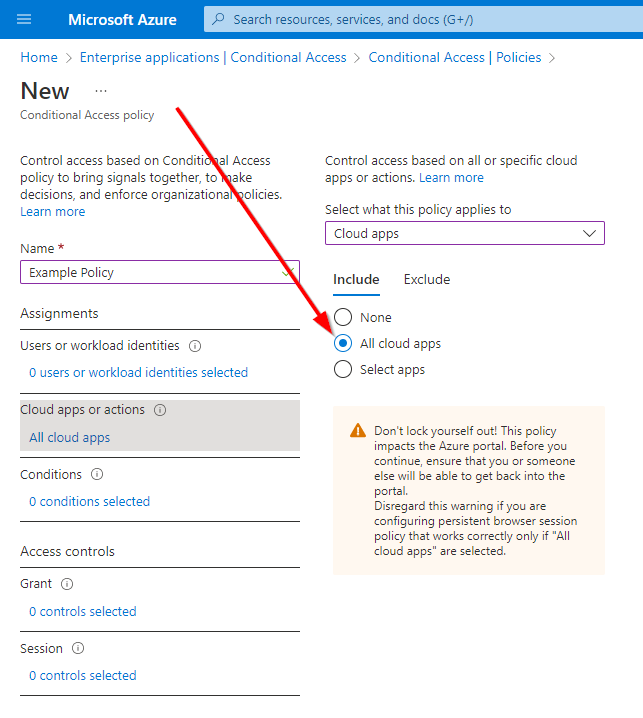 Microsoft Azure
Search resources, services, and docs (G+/)
Home > Enterprise applications | Conditional Access > Conditional Access | Policies >
New ...
Conditional Access policy
Control access based on Conditional Access
policy to bring signals together, to make
decisions, and enforce organizational policies.
Learn more
Name *
Example Policy
Assignments
Users or workload identities
0 users or workload identities selected
Cloud apps or actions
All cloud apps
Conditions
0 conditions selected
Access controls
Grant
0 controls selected
Session
0 controls selected
Control access based on all or specific cloud
apps or actions. Learn more
Select what this policy applies to
Cloud apps
Include Exclude
None
All cloud apps
Select apps
Don't lock yourself out! This policy
impacts the Azure portal. Before you
continue, ensure that you or someone
else will be able to get back into the
portal.
Disregard this warning if you are
configuring persistent browser session
policy that works correctly only if "All
cloud apps" are selected.